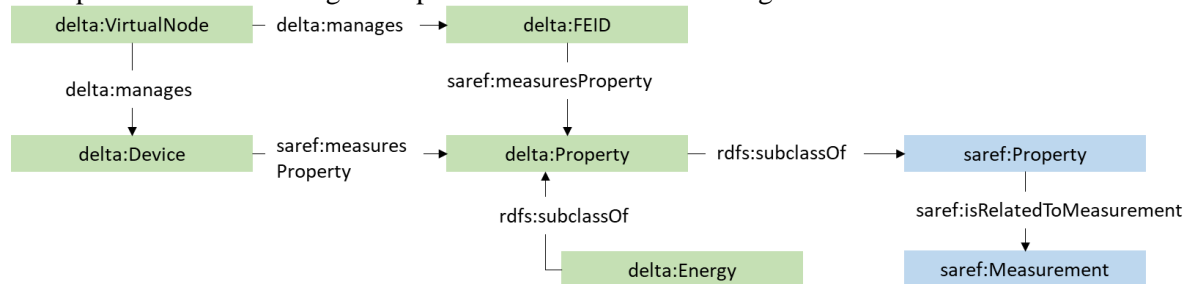 delta:VirtualNode delta:manages delta:FEID
delta:manages saref:measuresProperty
delta:Device saref:measures
Property delta:Property rdfs:subclassOf saref:Property
rdfs:subclassOf saref:isRelatedToMeasurement
delta:Energy saref:Measurement